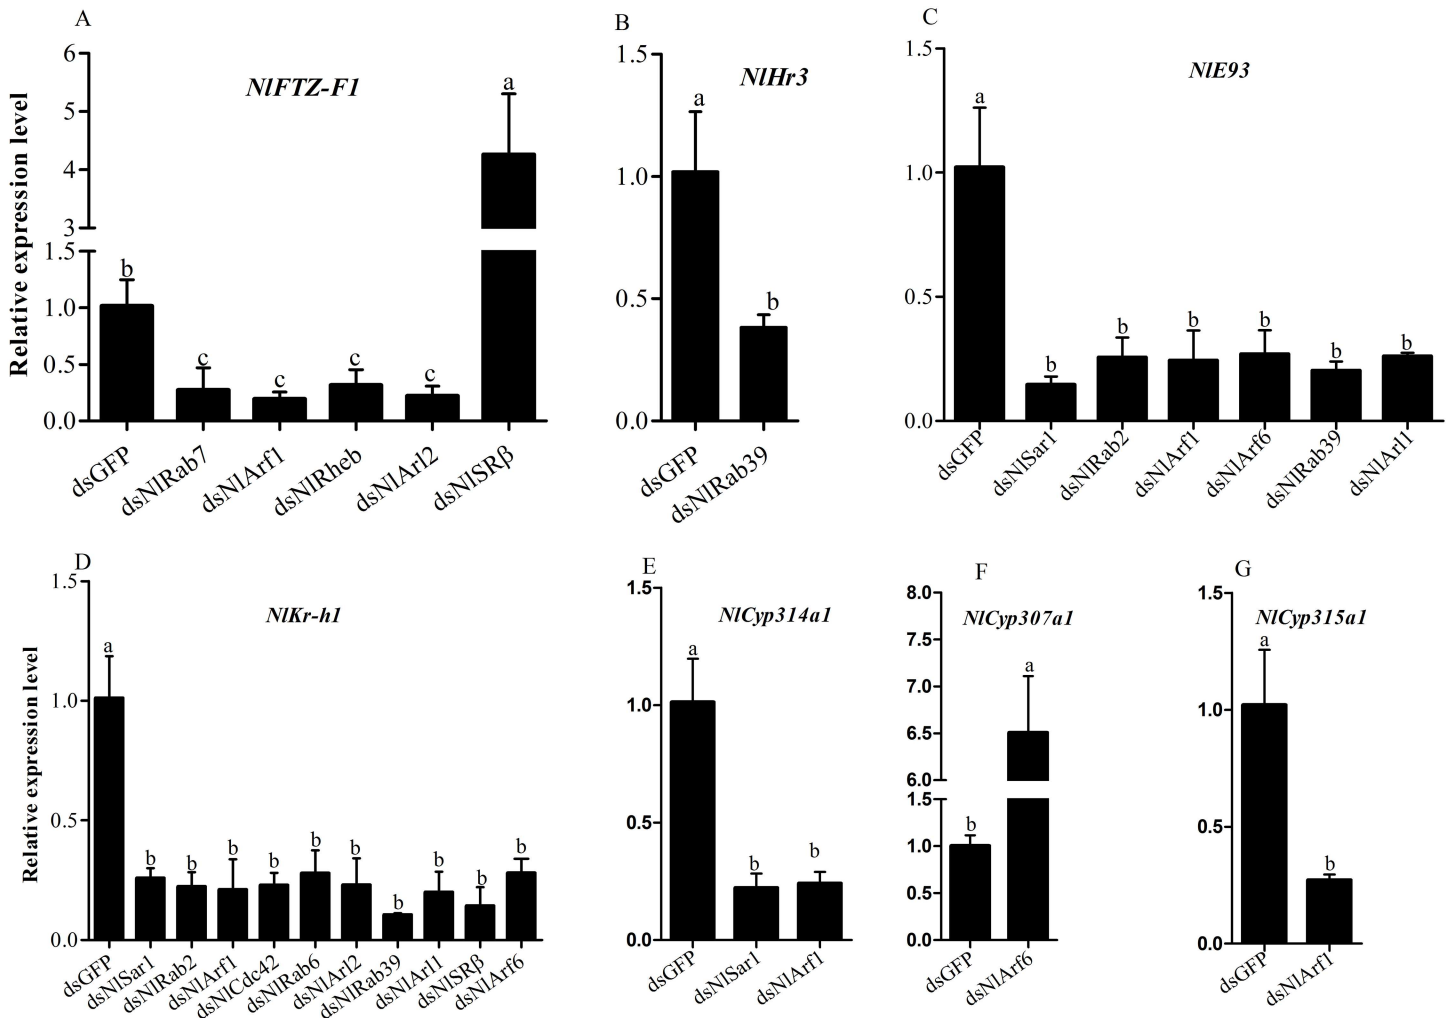 A
NlFTZ-F1
Relative expression level
6
5
4
3
1.5
1.0
0.5
0.0
b
c
c
c
c
a
dsGFP
dsNlRab7
dsNlArf1
dsNlRheb
dsNlArl2
dsNlSRβ
B
NlHr3
1.5
1.0
0.5
0.0
a
b
dsGFP
dsNlRab39
C
NlE93
1.5
1.0
0.5
0.0
a
b
b
b
b
b
b
dsGFP
dsNlSar1
dsNlRab2
dsNlArf1
dsNlArf6
dsNlRab39
dsNlArl1
D
NlKr-h1
Relative expression level
1.5
1.0
0.5
0.0
a
b
b
b
b
b
b
b
b
b
b
dsGFP
dsNlSar1
dsNlRab2
dsNlArf1
dsNlCdc42
dsNlRab6
dsNlArl2
dsNlRab39
dsNlArl1
dsNlSRβ
dsNlArf6
E
NlCyp314a1
1.5
1.0
0.5
0.0
a
b
b
dsGFP
dsNlSar1
dsNlArf1
F
NlCyp307a1
8.0
7.5
7.0
6.5
6.0
1.5
1.0
0.5
0.0
b
a
dsGFP
dsNlArf6
G
NlCyp315a1
1.5
1.0
0.5
0.0
a
b
dsGFP
dsNlArf1